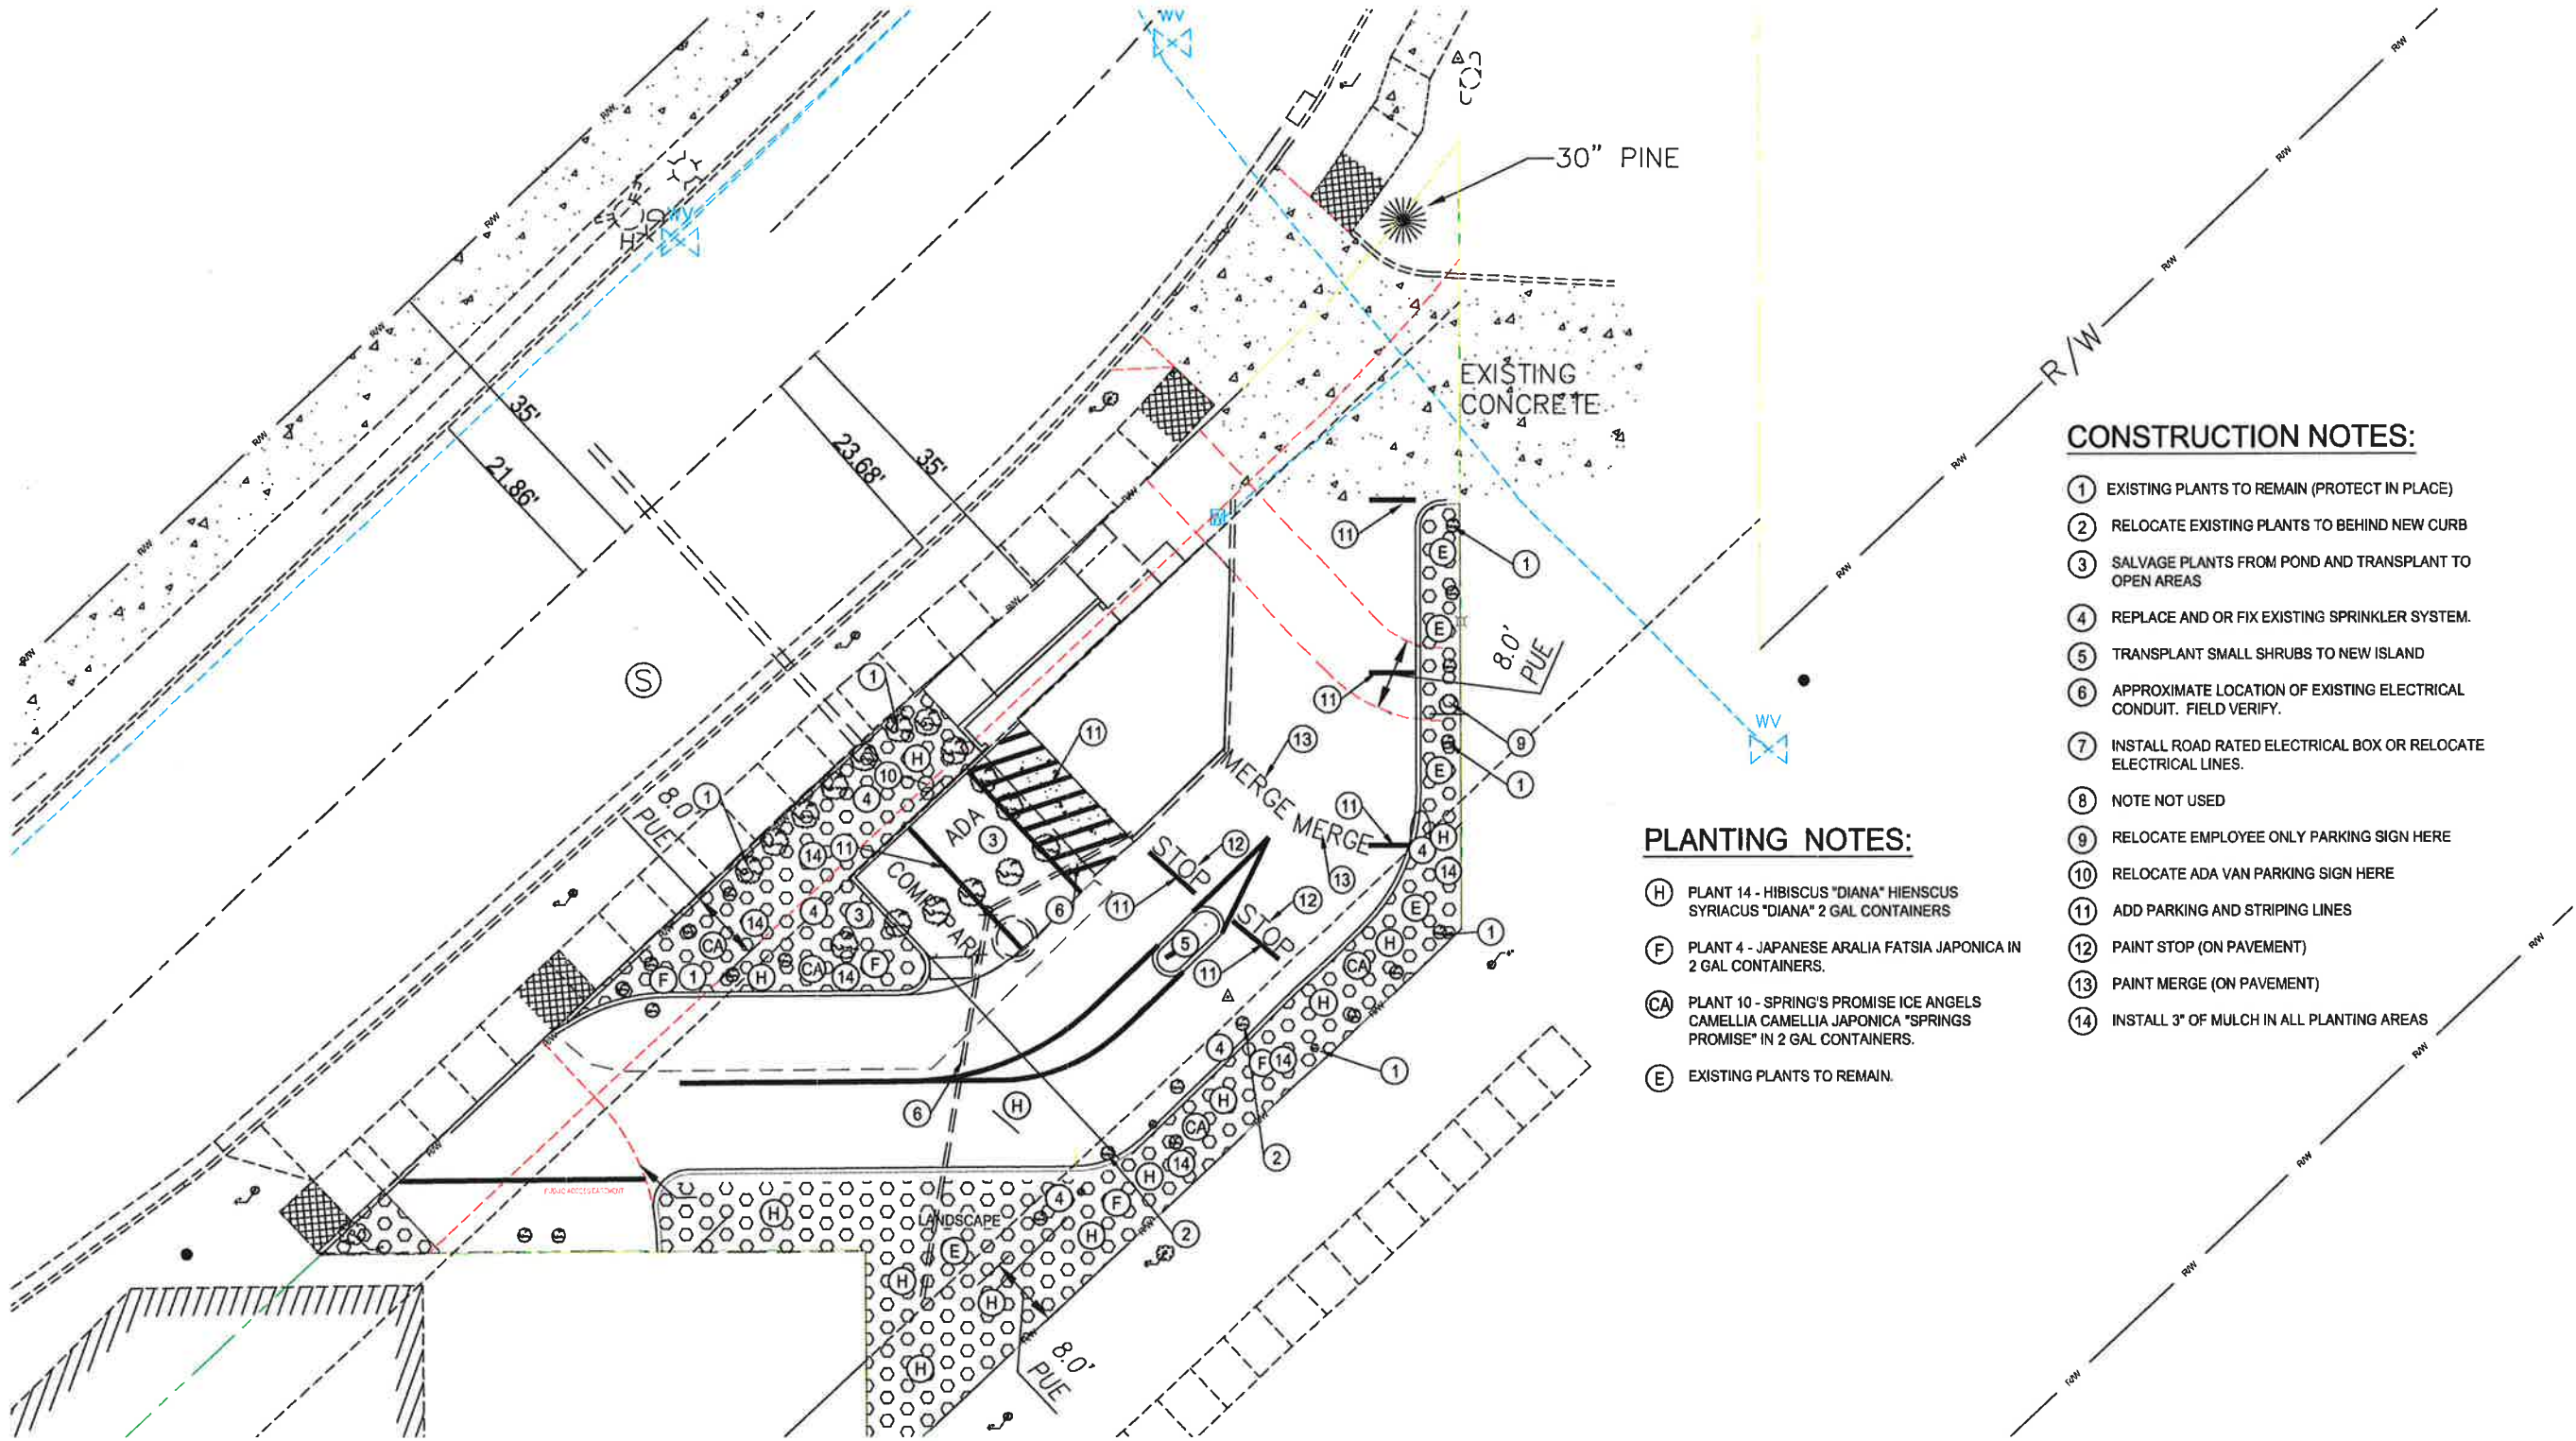 WV
30" PINE
R/W
R/W
R/W
R/W
R/W
R/W
R/W
R/W
HXD
WV
EXISTING
CONCRETE
35'
21.86'
23.68'
35'
R/W
S
W
8.0'
PUE
8.0'
PUE
WV
ADA
COMP
PARK
MERGE
MERGE
STOP
STOP
LANDSCAPE
PUBLIC ACCESS EASEMENT
8.0'
PUE
CONSTRUCTION NOTES:
1 EXISTING PLANTS TO REMAIN (PROTECT IN PLACE)
2 RELOCATE EXISTING PLANTS TO BEHIND NEW CURB
3 SALVAGE PLANTS FROM POND AND TRANSPLANT TO
OPEN AREAS
4 REPLACE AND OR FIX EXISTING SPRINKLER SYSTEM.
5 TRANSPLANT SMALL SHRUBS TO NEW ISLAND
6 APPROXIMATE LOCATION OF EXISTING ELECTRICAL
CONDUIT. FIELD VERIFY.
7 INSTALL ROAD RATED ELECTRICAL BOX OR RELOCATE
ELECTRICAL LINES.
8 NOTE NOT USED
9 RELOCATE EMPLOYEE ONLY PARKING SIGN HERE
10 RELOCATE ADA VAN PARKING SIGN HERE
11 ADD PARKING AND STRIPING LINES
12 PAINT STOP (ON PAVEMENT)
13 PAINT MERGE (ON PAVEMENT)
14 INSTALL 3" OF MULCH IN ALL PLANTING AREAS
PLANTING NOTES:
H PLANT 14 - HIBISCUS "DIANA" HIENSCUS
SYRIACUS "DIANA" 2 GAL CONTAINERS
F PLANT 4 - JAPANESE ARALIA FATSIA JAPONICA IN
2 GAL CONTAINERS.
CA PLANT 10 - SPRING'S PROMISE ICE ANGELS
CAMELLIA CAMELLIA JAPONICA "SPRINGS
PROMISE" IN 2 GAL CONTAINERS.
E EXISTING PLANTS TO REMAIN.